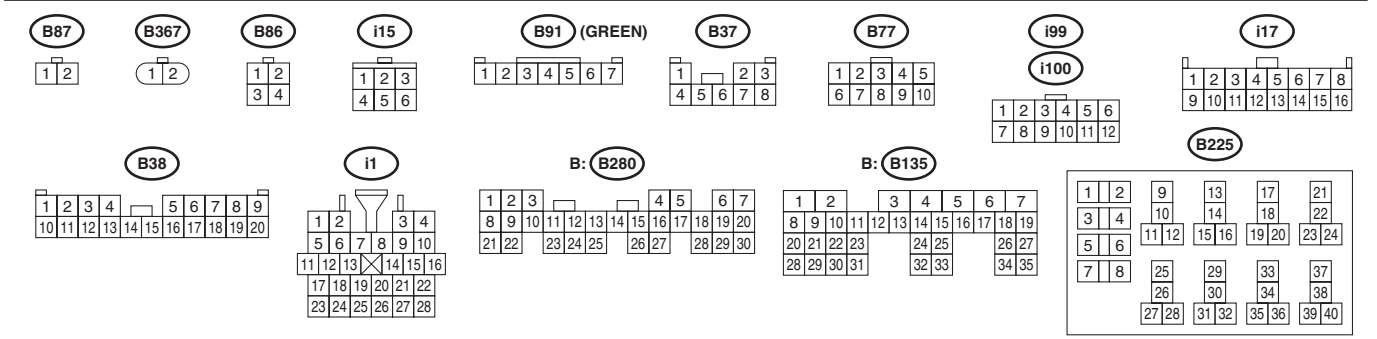 B87 B367 B86 i15 B91 (GREEN) B37 B77 i99 i17
i100
1 2
1 2
1 2
3 4
1 2 3
4 5 6
1 2 3 4 5 6 7
1 2 3
4 5 6 7 8
1 2 3 4 5
6 7 8 9 10
1 2 3 4 5 6
7 8 9 10 11 12
1 2 3 4 5 6 7 8
9 10 11 12 13 14 15 16
B38 i1 B: B280 B: B135 B225
1 2 3 4 5 6 7 8 9
10 11 12 13 14 15 16 17 18 19 20
1 2 3 4
5 6 7 8 9 10
11 12 13 14 15 16
17 18 19 20 21 22
23 24 25 26 27 28
1 2 3 4 5 6 7
8 9 10 11 12 13 14 15 16 17 18 19 20
21 22 23 24 25 26 27 28 29 30
1 2 3 4 5 6 7
8 9 10 11 12 13 14 15 16 17 18 19
20 21 22 23 24 25 26 27
28 29 30 31 32 33 34 35
1 2
3 4
5 6
7 8
9 13 17 21
10 14 18 22
11 12 15 16 19 20 23 24
25 29 33 37
26 30 34 38
27 28 31 32 35 36 39 40